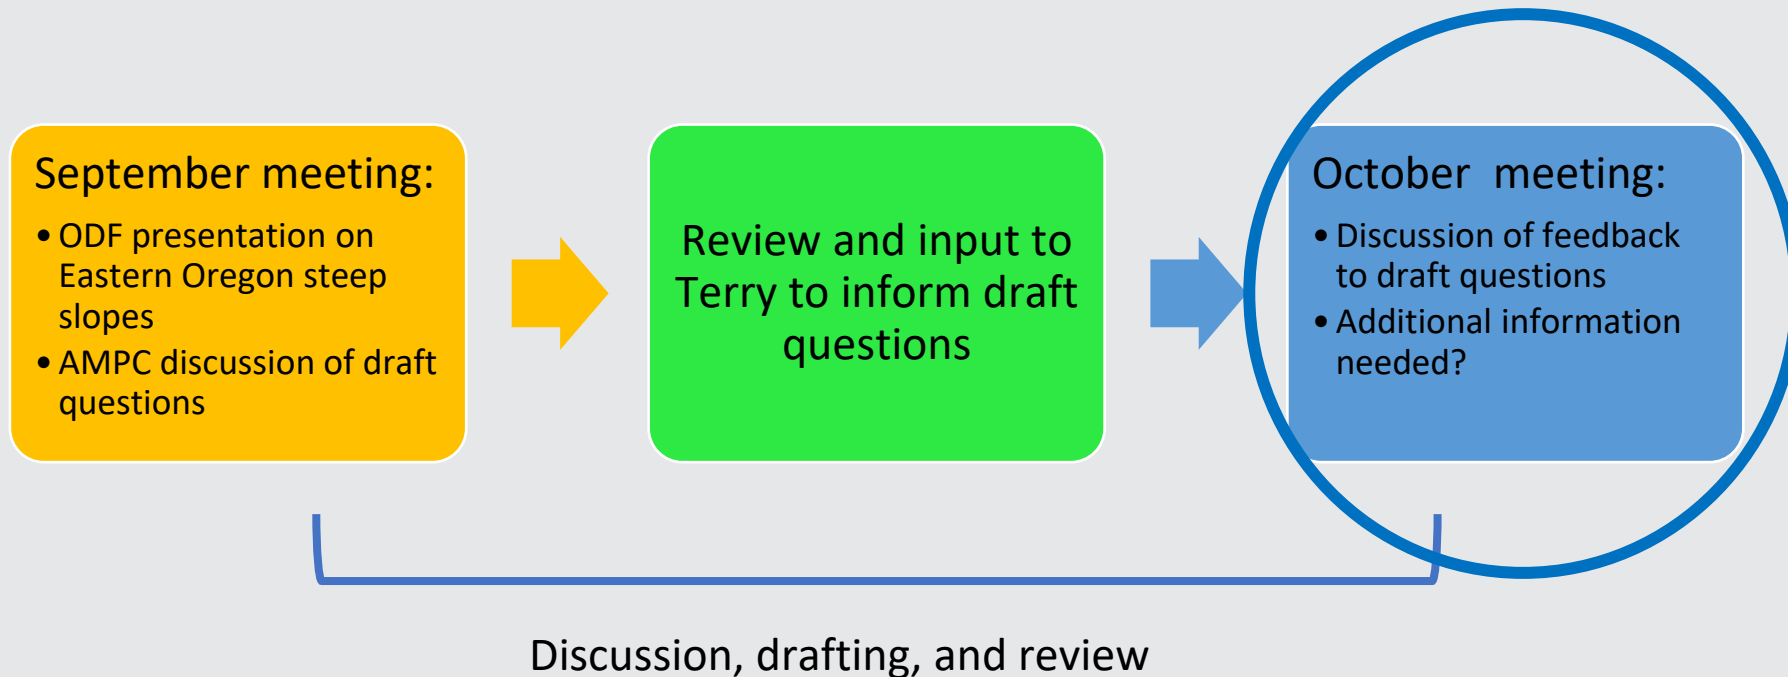 September meeting:
• ODF presentation on
Eastern Oregon steep
slopes
• AMPC discussion of draft
questions
Review and input to
Terry to inform draft
questions
October meeting:
• Discussion of feedback
to draft questions
• Additional information
needed?
Discussion, drafting, and review